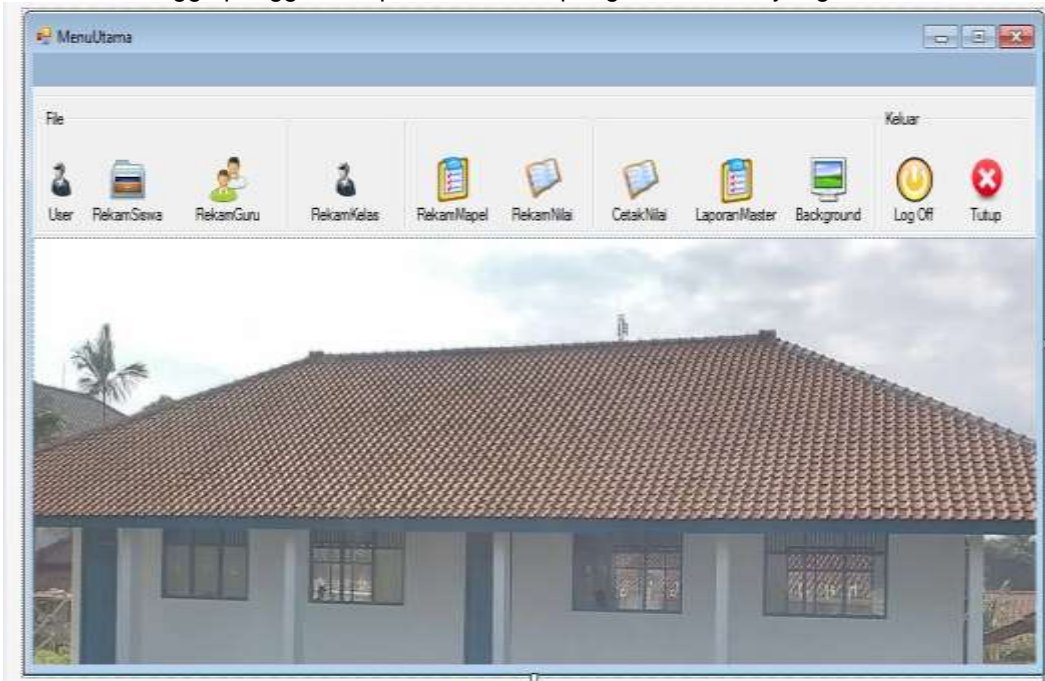 MenuUtama
File Keluar
User RekamSiswa RekamGuru RekamKelas RekamMapel RekamNilai CetakNilai LaporanMaster Background Log Off Tutup